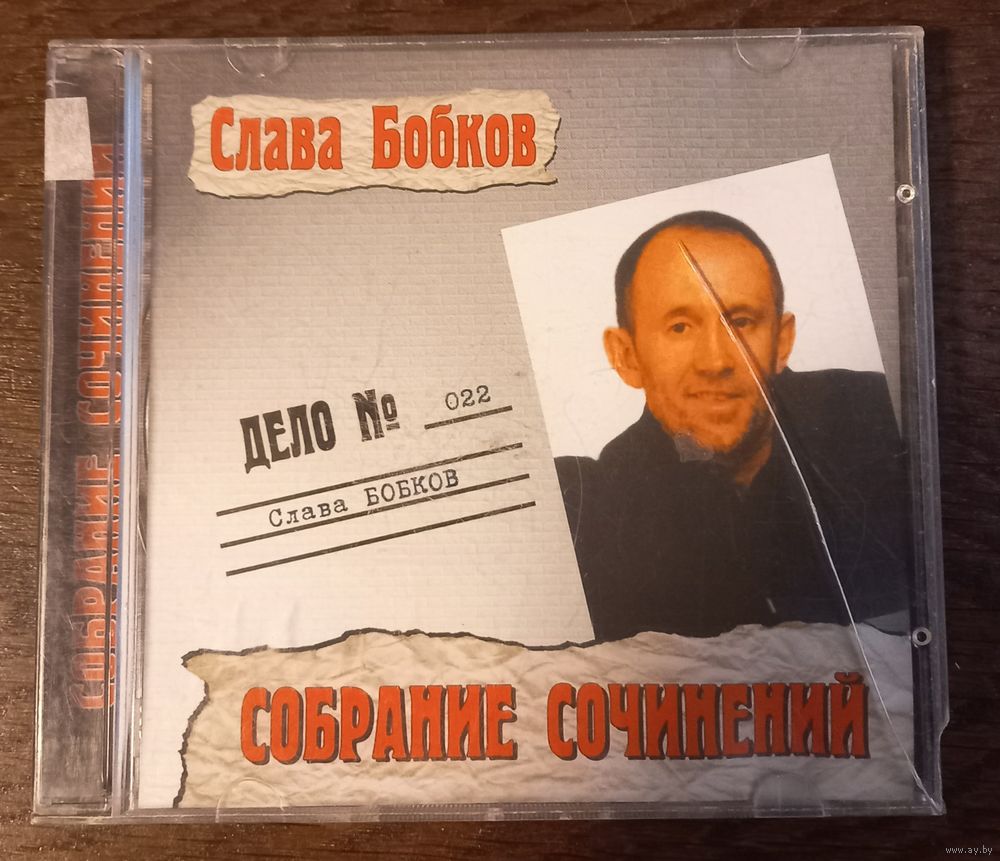 Слава Бобков
ДЕЛО № 022
Слава БОБКОВ
СОБРАНИЕ СОЧИНЕНИЙ
СОБРАНИЕ СОЧИНЕНИЙ
www.ay.by